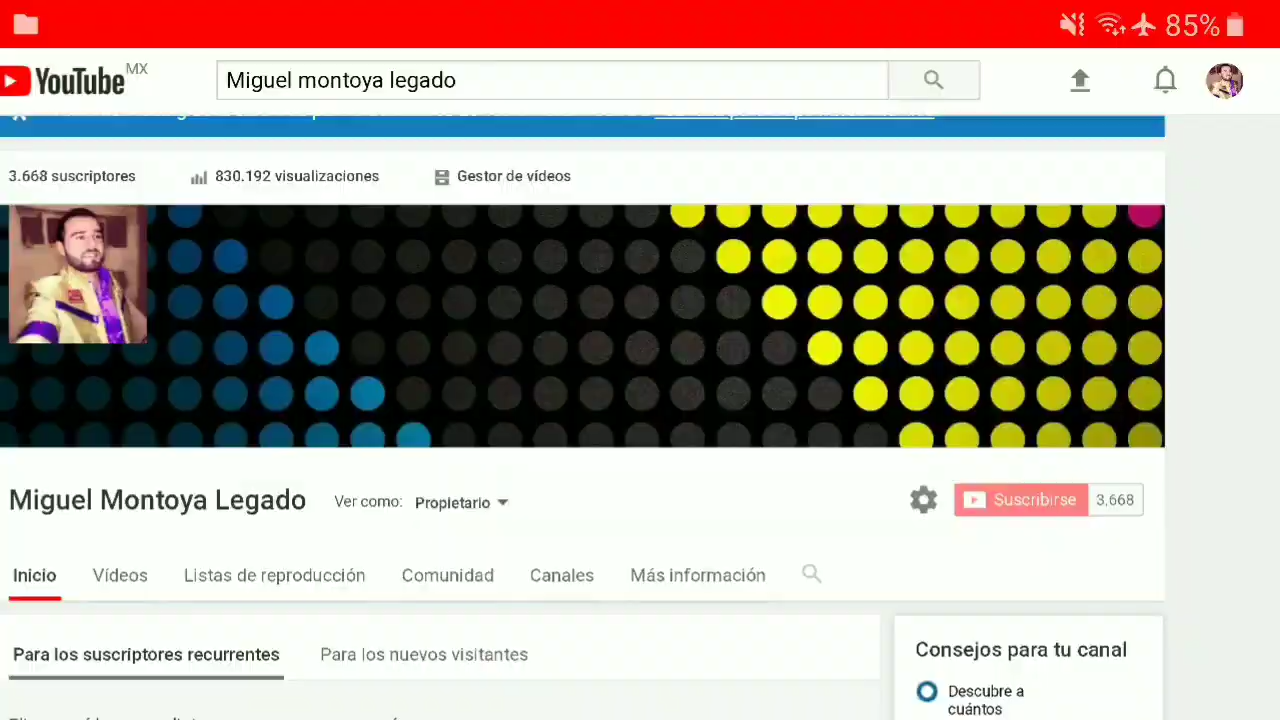 85%
YouTube MX
Miguel montoya legado
3.668 suscriptores
830.192 visualizaciones
Gestor de vídeos
Miguel Montoya Legado
Ver como: Propietario
Suscribirse 3,668
Inicio Vídeos Listas de reproducción Comunidad Canales Más información
Para los suscriptores recurrentes Para los nuevos visitantes
Consejos para tu canal
Descubre a
cuántos